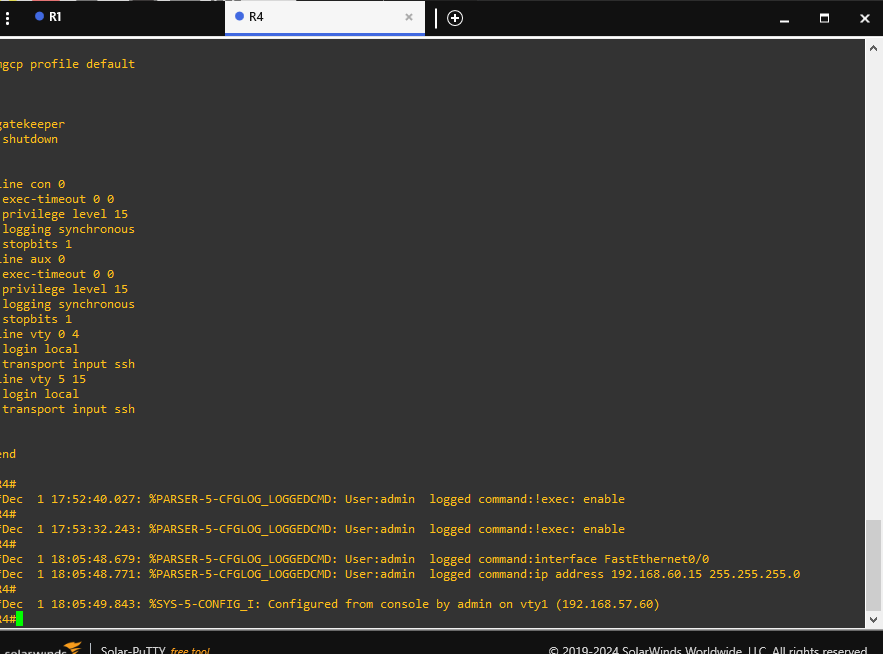 R1
R4
gcp profile default
gatekeeper
shutdown
ine con 0
exec-timeout 0 0
privilege level 15
logging synchronous
stopbits 1
ine aux 0
exec-timeout 0 0
privilege level 15
logging synchronous
stopbits 1
ine vty 0 4
login local
transport input ssh
ine vty 5 15
login local
transport input ssh
end
R4#
*Dec  1 17:52:40.027: %PARSER-5-CFGLOG_LOGGEDCMD: User:admin  logged command:!exec: enable
R4#
*Dec  1 17:53:32.243: %PARSER-5-CFGLOG_LOGGEDCMD: User:admin  logged command:!exec: enable
R4#
*Dec  1 18:05:48.679: %PARSER-5-CFGLOG_LOGGEDCMD: User:admin  logged command:interface FastEthernet0/0
*Dec  1 18:05:48.771: %PARSER-5-CFGLOG_LOGGEDCMD: User:admin  logged command:ip address 192.168.60.15 255.255.255.0
R4#
*Dec  1 18:05:49.843: %SYS-5-CONFIG_I: Configured from console by admin on vty1 (192.168.57.60)
R4#
solarwinds | Solar-PuTTY free tool © 2019-2024 SolarWinds Worldwide, LLC. All rights reserved.